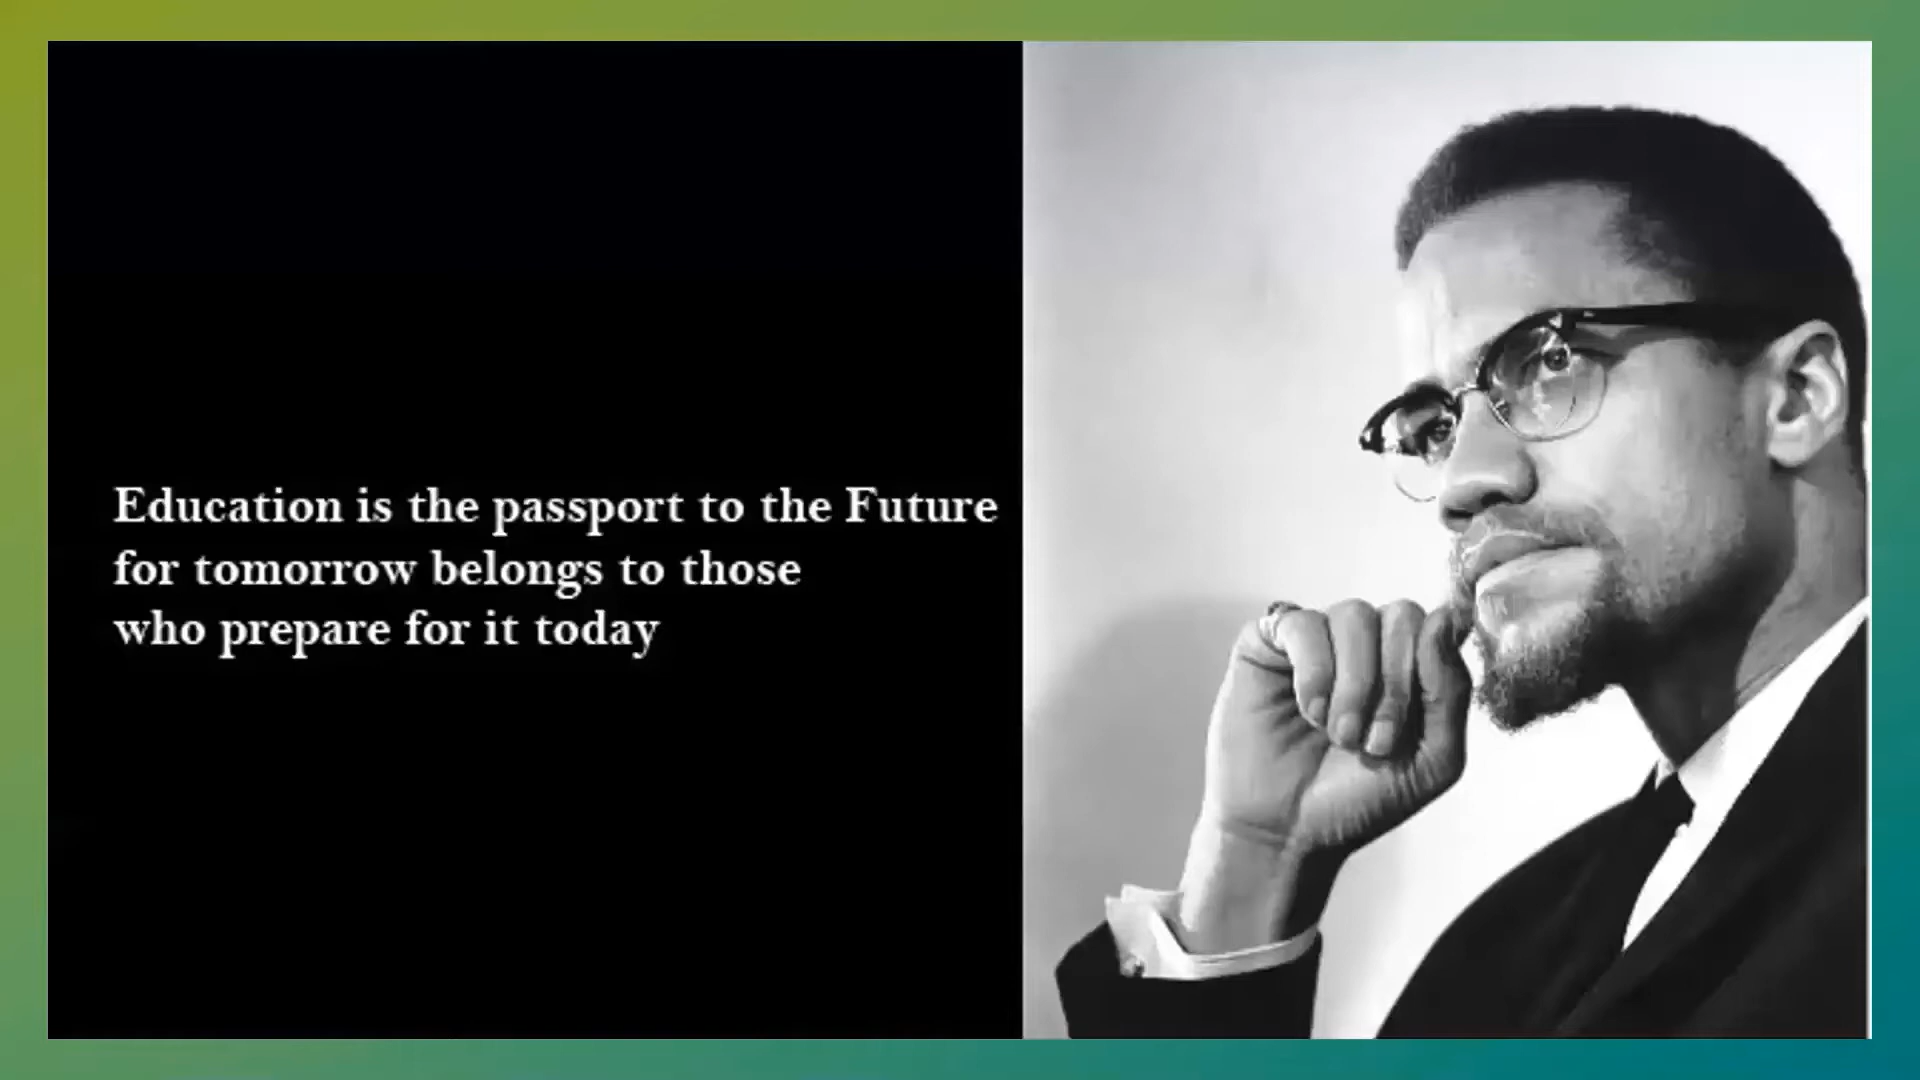 Education is the passport to the Future
for tomorrow belongs to those
who prepare for it today